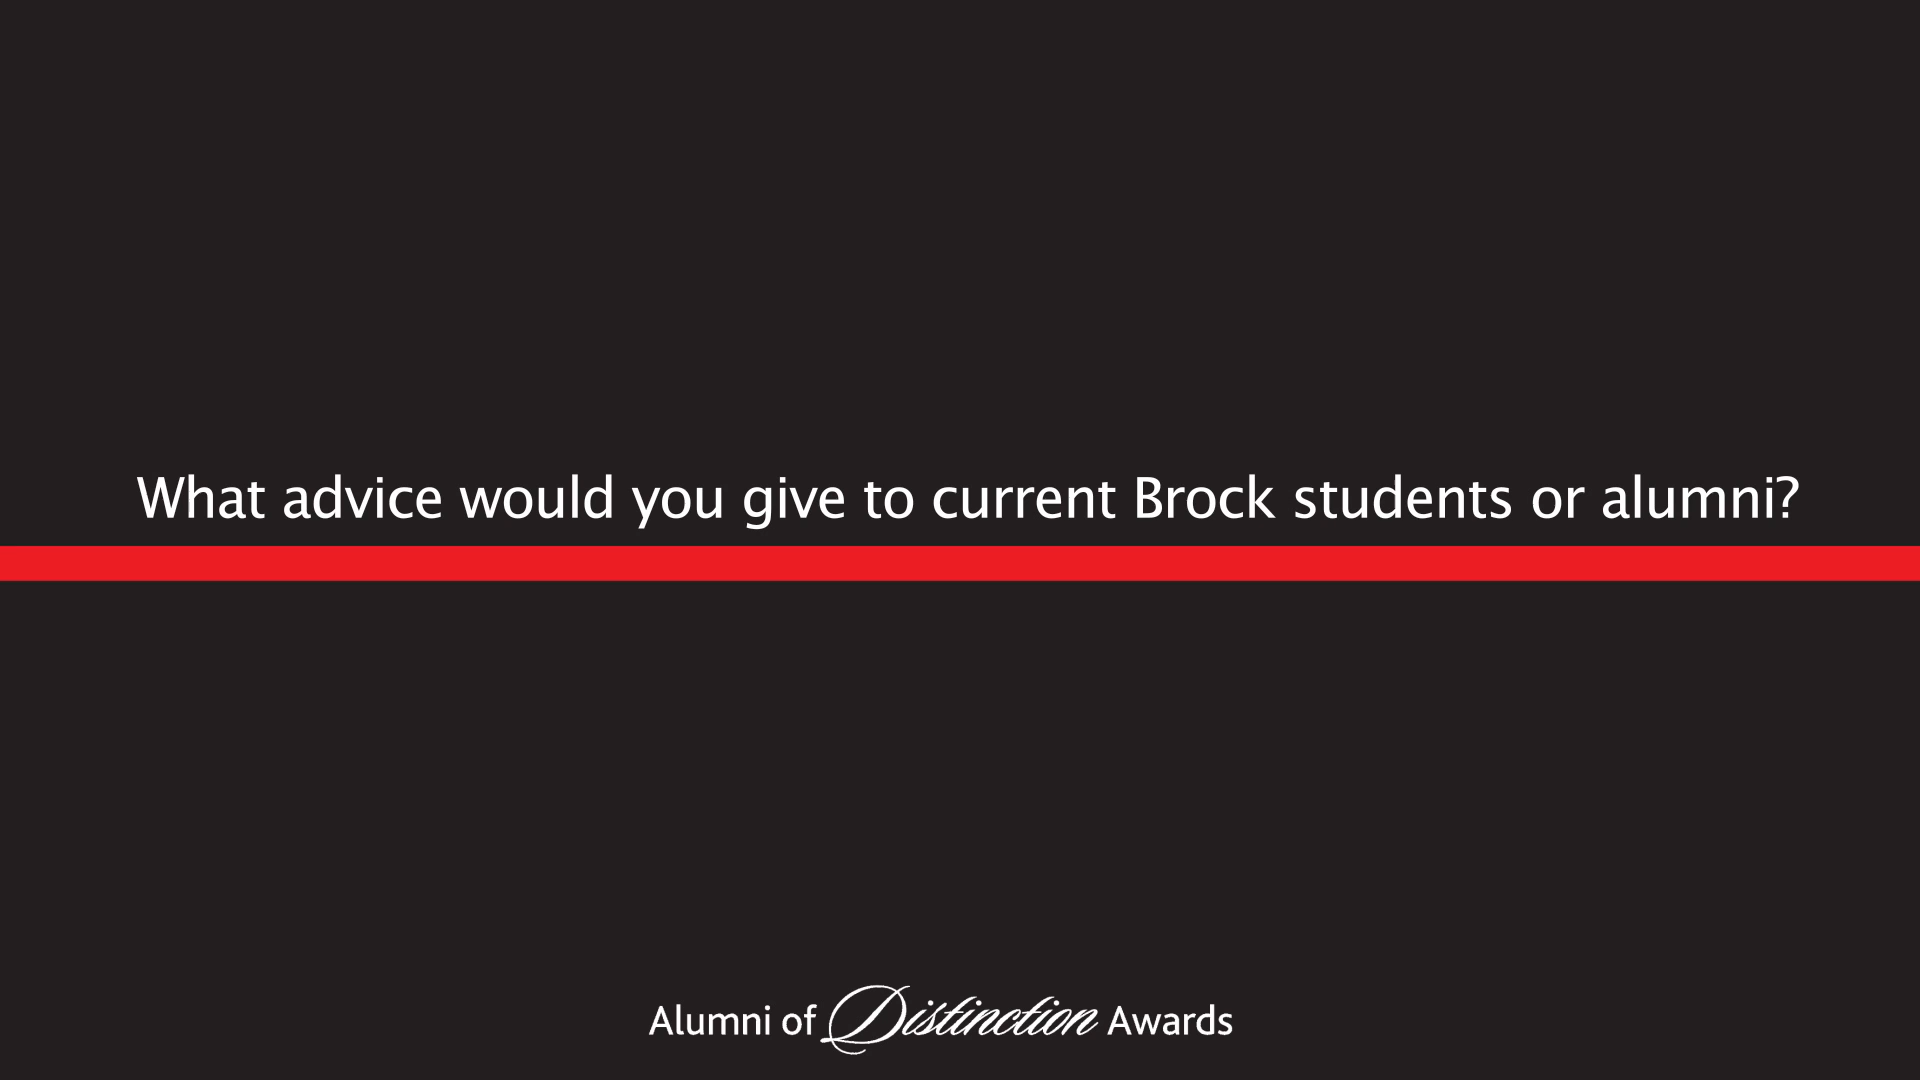 What advice would you give to current Brock students or alumni?
Alumni of Distinction Awards